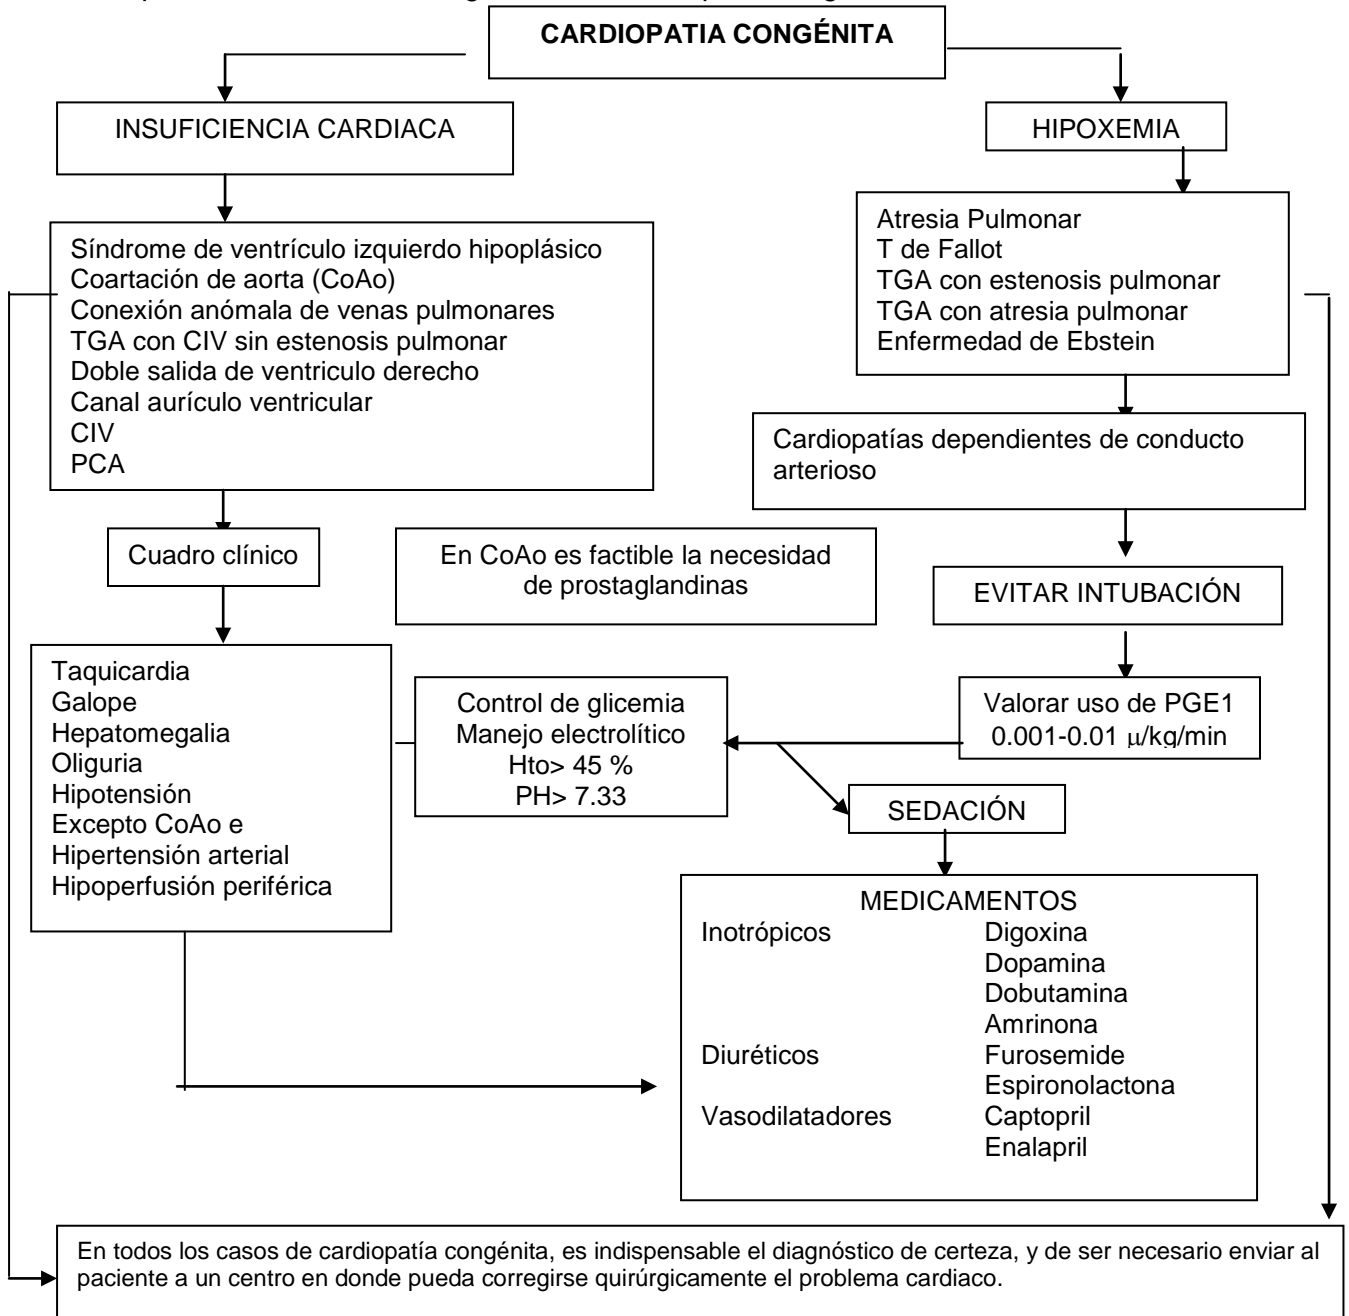 CARDIOPATIA CONGÉNITA
INSUFICIENCIA CARDIACA
HIPOXEMIA
Síndrome de ventrículo izquierdo hipoplásico
Coartación de aorta (CoAo)
Conexión anómala de venas pulmonares
TGA con CIV sin estenosis pulmonar
Doble salida de ventriculo derecho
Canal aurículo ventricular
CIV
PCA
Atresia Pulmonar
T de Fallot
TGA con estenosis pulmonar
TGA con atresia pulmonar
Enfermedad de Ebstein
Cardiopatías dependientes de conducto
arterioso
Cuadro clínico
En CoAo es factible la necesidad
de prostaglandinas
EVITAR INTUBACIÓN
Taquicardia
Galope
Hepatomegalia
Oliguria
Hipotensión
Excepto CoAo e
Hipertensión arterial
Hipoperfusión periférica
Control de glicemia
Manejo electrolítico
Hto> 45 %
PH> 7.33
Valorar uso de PGE1
0.001-0.01 μ/kg/min
SEDACIÓN
MEDICAMENTOS
Inotrópicos Digoxina
Dopamina
Dobutamina
Amrinona
Diuréticos Furosemide
Espironolactona
Vasodilatadores Captopril
Enalapril
En todos los casos de cardiopatía congénita, es indispensable el diagnóstico de certeza, y de ser necesario enviar al
paciente a un centro en donde pueda corregirse quirúrgicamente el problema cardiaco.